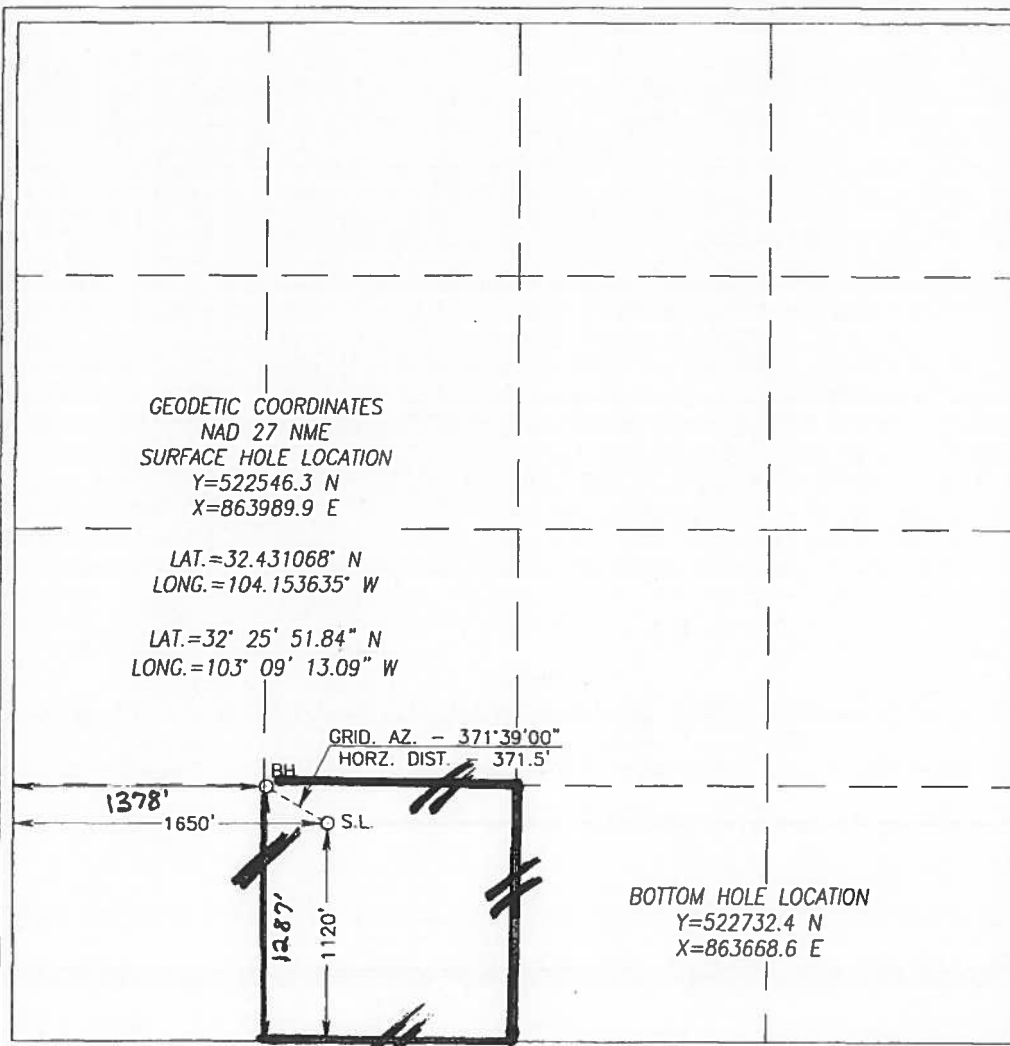 GEODETIC COORDINATES
NAD 27 NME
SURFACE HOLE LOCATION
Y=522546.3 N
X=863989.9 E
LAT.=32.431068° N
LONG.=104.153635° W
LAT.=32° 25' 51.84" N
LONG.=103° 09' 13.09" W
GRID. AZ. - 371°39'00"
HORZ. DIST. - 371.5'
BH
1378'
1650'
S.L.
1287'
1120'
BOTTOM HOLE LOCATION
Y=522732.4 N
X=863668.6 E